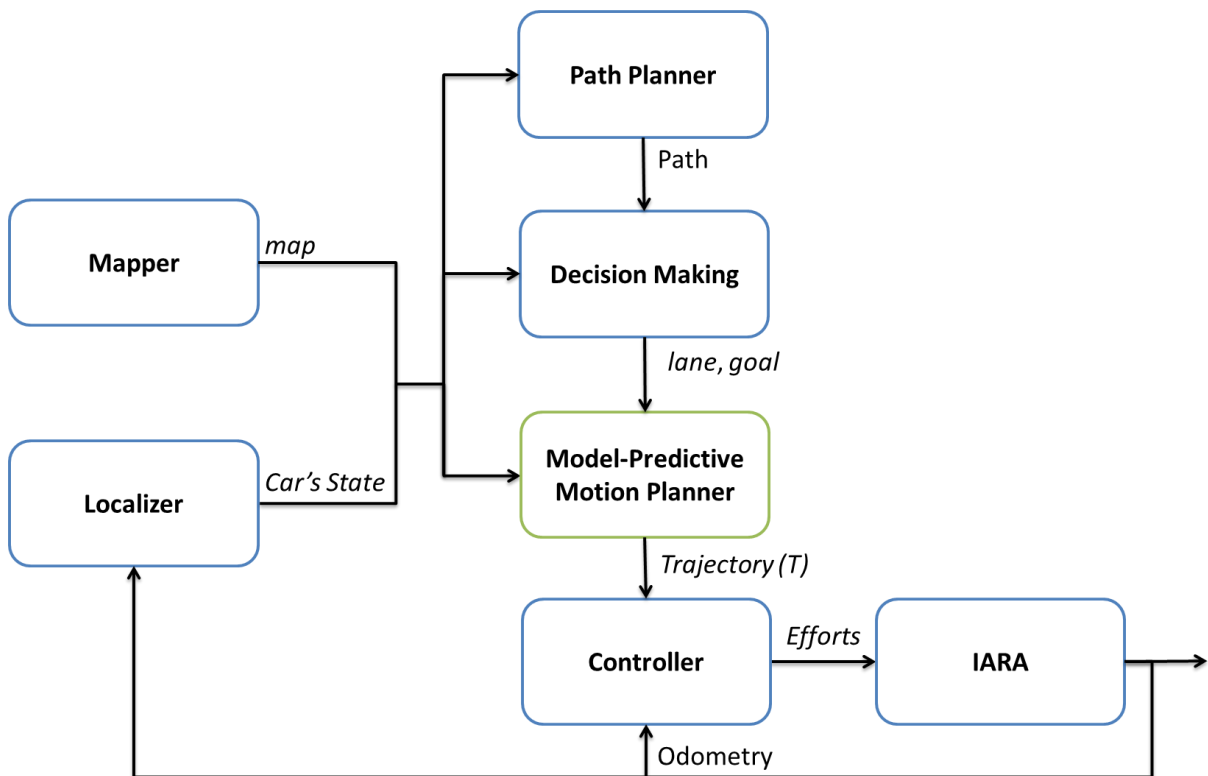 Path Planner
Path
Mapper
map
Decision Making
lane, goal
Localizer
Car’s State
Model-Predictive
Motion Planner
Trajectory (T)
Controller
Efforts
IARA
Odometry